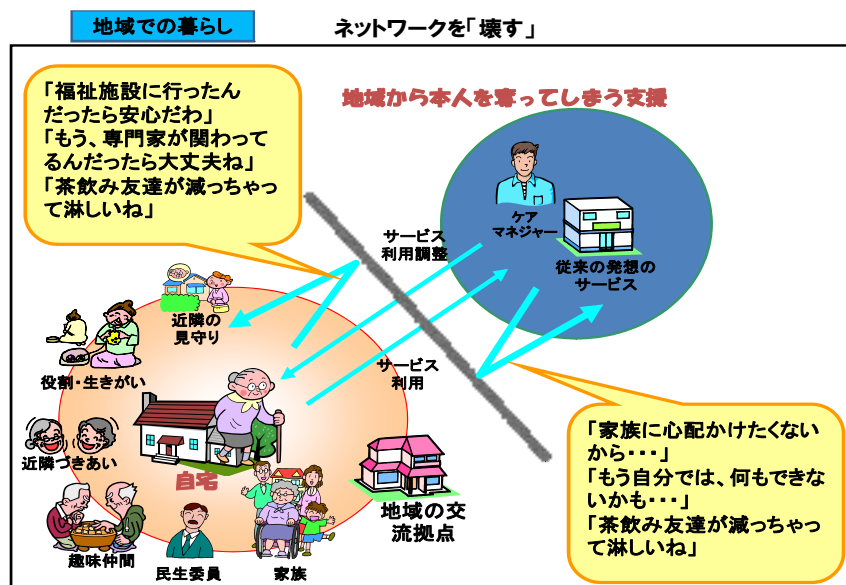 地域での暮らし
ネットワークを「壊す」
「福祉施設に行ったん
だったら安心だわ」
「もう、専門家が関わって
るんだったら大丈夫ね」
「茶飲み友達が減っちゃ
って淋しいね」
地域から本人を奪ってしまう支援
ケア
マネジャー
従来の発想の
サービス
サービス
利用調整
近隣の
見守り
役割・生きがい
サービス
利用
近隣づきあい
自宅
地域の交
流拠点
趣味仲間
民生委員
家族
「家族に心配かけたくない
から・・・」
「もう自分では、何もできな
いかも・・・」
「茶飲み友達が減っちゃっ
て淋しいね」